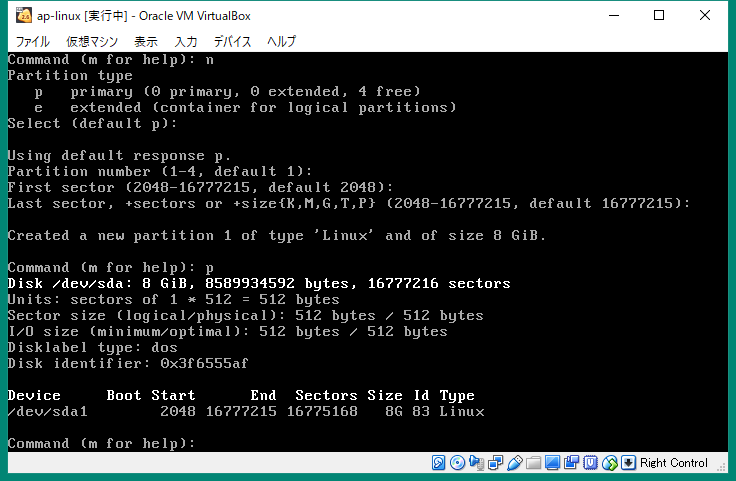 ap-linux [実行中] - Oracle VM VirtualBox
ファイル 仮想マシン 表示 入力 デバイス ヘルプ
Command (m for help): n
Partition type
   p   primary (0 primary, 0 extended, 4 free)
   e   extended (container for logical partitions)
Select (default p):

Using default response p.
Partition number (1-4, default 1):
First sector (2048-16777215, default 2048):
Last sector, +sectors or +size{K,M,G,T,P} (2048-16777215, default 16777215):

Created a new partition 1 of type 'Linux' and of size 8 GiB.

Command (m for help): p
Disk /dev/sda: 8 GiB, 8589934592 bytes, 16777216 sectors
Units: sectors of 1 * 512 = 512 bytes
Sector size (logical/physical): 512 bytes / 512 bytes
I/O size (minimum/optimal): 512 bytes / 512 bytes
Disklabel type: dos
Disk identifier: 0x3f6555af

Device     Boot Start      End  Sectors Size Id Type
/dev/sda1        2048 16777215 16775168   8G 83 Linux

Command (m for help):
Right Control